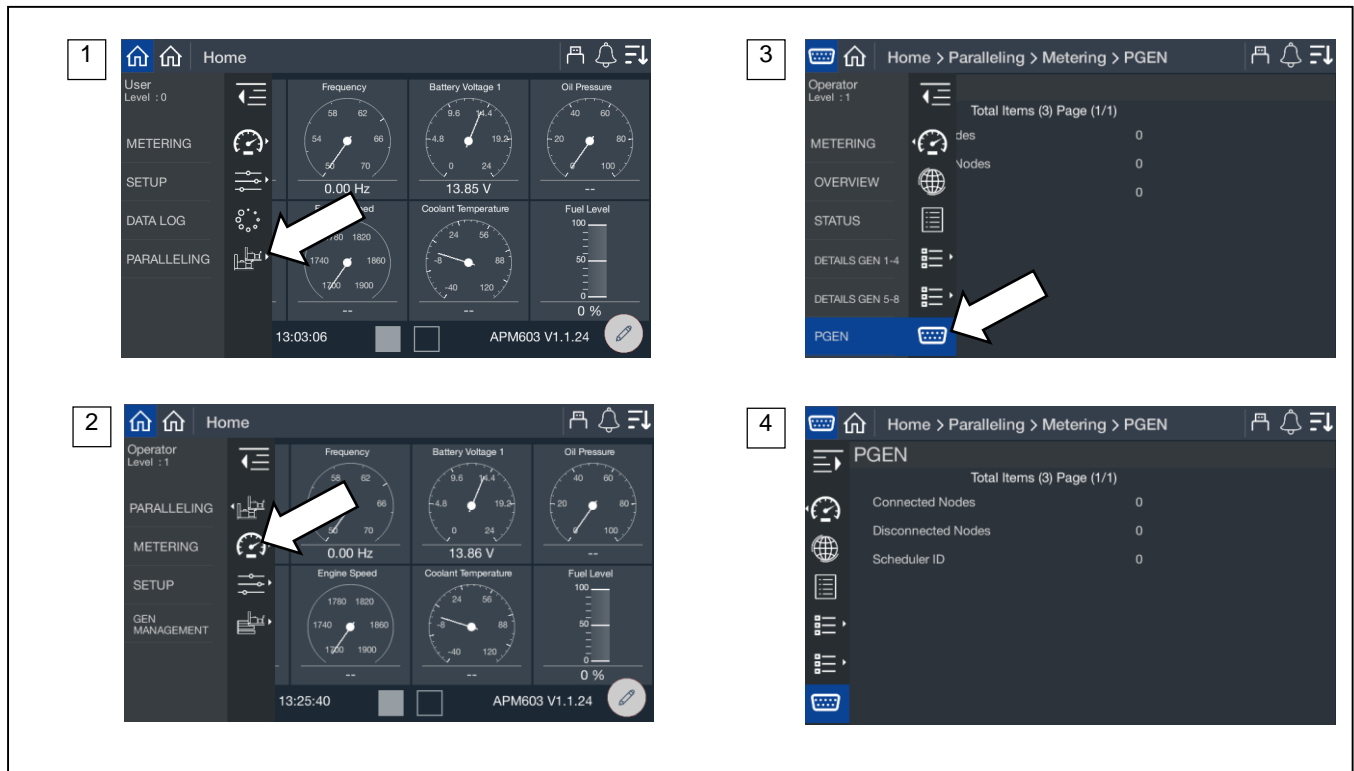 1
Home
User
Level : 0
METERING
SETUP
DATA LOG
PARALLELING
Frequency
58 62
54 66
50 70
0.00 Hz
Battery Voltage 1
9.6 14.4
4.8 19.2
0 24
13.85 V
Oil Pressure
40 60
20 80
0 100
--
ed
1780 1820
1740 1860
1700 1900
--
Coolant Temperature
24 56
-8 88
-40 120
--
Fuel Level
100
50
0
0 %
13:03:06
APM603 V1.1.24
2
Home
Operator
Level : 1
PARALLELING
METERING
SETUP
GEN
MANAGEMENT
Frequency
58 62
66
50 70
0.00 Hz
Battery Voltage 1
9.6 14.4
4.8 19.2
0 24
13.86 V
Oil Pressure
40 60
20 80
0 100
--
Engine Speed
1780 1820
1740 1860
1700 1900
--
Coolant Temperature
24 56
-8 88
-40 120
--
Fuel Level
100
50
0
0 %
13:25:40
APM603 V1.1.24
3
Home > Paralleling > Metering > PGEN
Operator
Level : 1
METERING
OVERVIEW
STATUS
DETAILS GEN 1-4
DETAILS GEN 5-8
PGEN
Total Items (3) Page (1/1)
des 0
Nodes 0
0
4
Home > Paralleling > Metering > PGEN
PGEN
Total Items (3) Page (1/1)
Connected Nodes 0
Disconnected Nodes 0
Scheduler ID 0